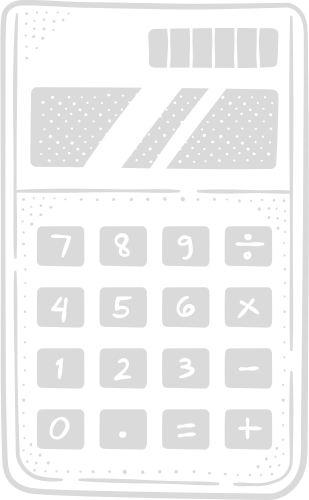 7 8 9 ÷
4 5 6 ×
1 2 3 −
0 . = +